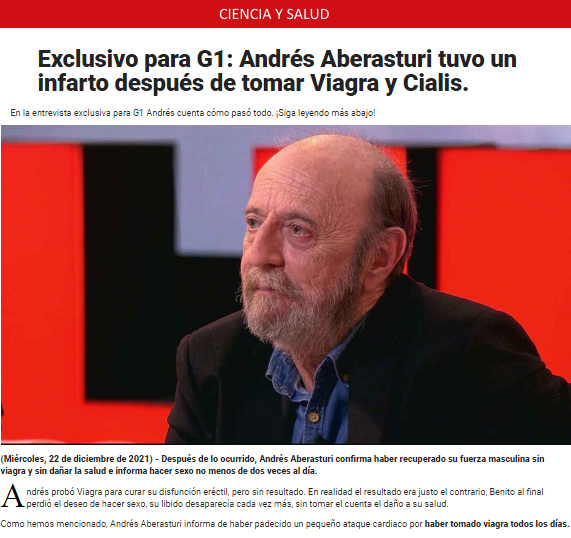 CIENCIA Y SALUD
Exclusivo para G1: Andrés Aberasturi tuvo un
infarto después de tomar Viagra y Cialis.
En la entrevista exclusiva para G1 Andrés cuenta cómo pasó todo. ¡Siga leyendo más abajo!
(Miércoles, 22 de diciembre de 2021) - Después de lo ocurrido, Andrés Aberasturi confirma haber recuperado su fuerza masculina sin
viagra y sin dañar la salud e informa hacer sexo no menos de dos veces al día.
Andrés probó Viagra para curar su disfunción eréctil, pero sin resultado. En realidad el resultado era justo el contrario, Benito al final
perdió el deseo de hacer sexo, su libido desaparecía cada vez más, sin tomar el cuenta el daño a su salud.
Como hemos mencionado, Andrés Aberasturi informa de haber padecido un pequeño ataque cardiaco por haber tomado viagra todos los días.